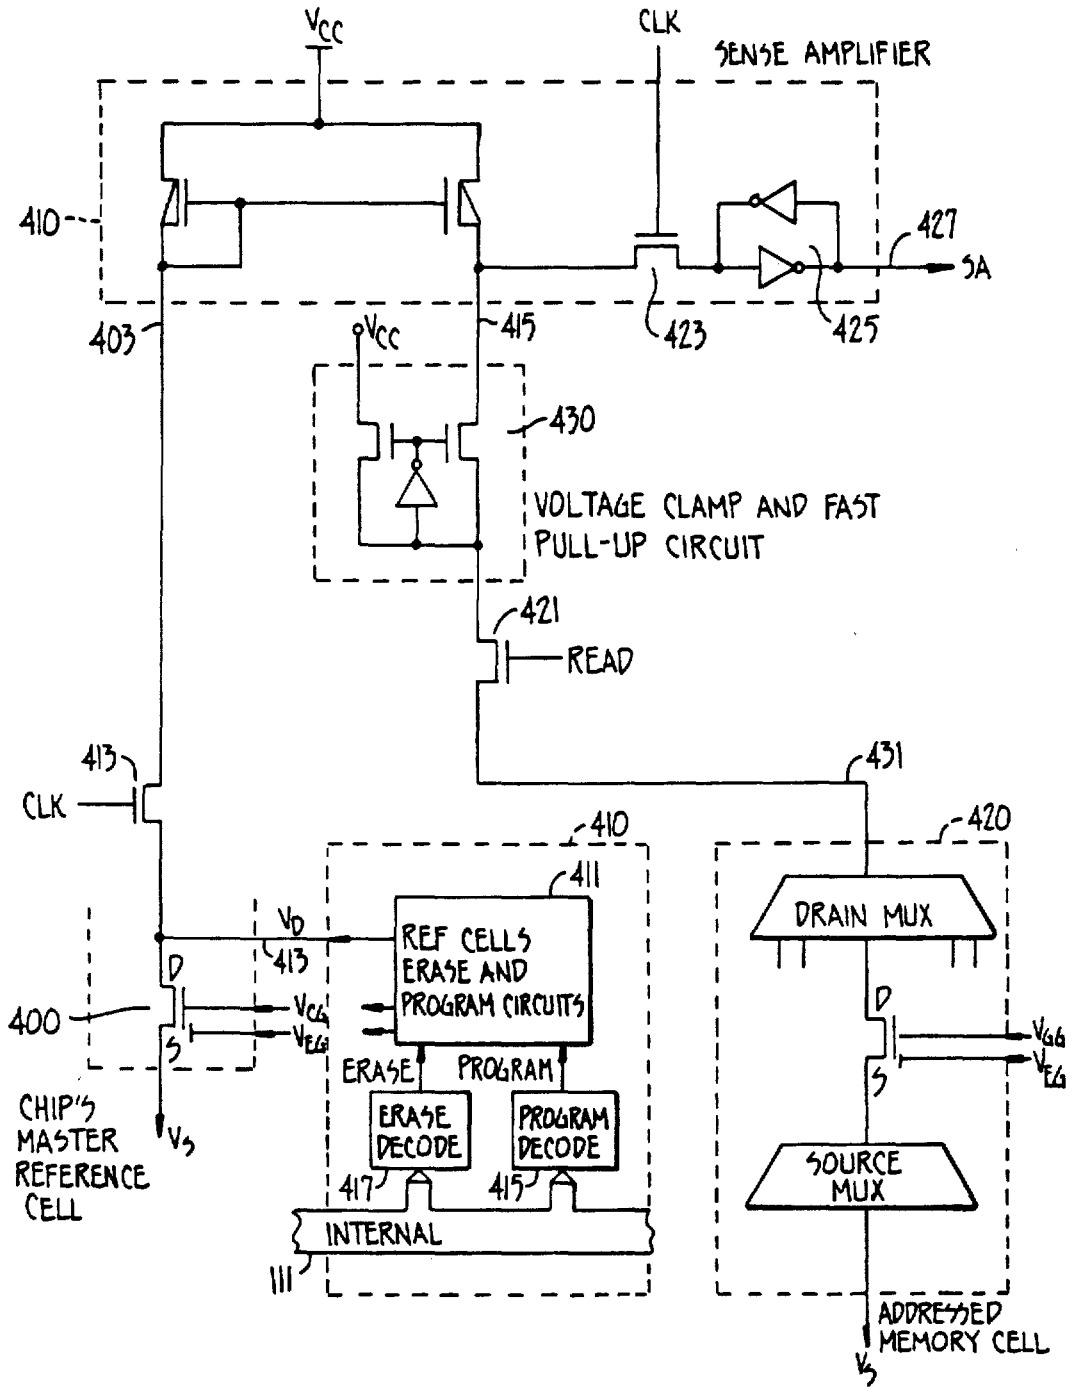 VCC
CLK
SENSE AMPLIFIER
410
427
SA
403
415
423
425
VCC
430
VOLTAGE CLAMP AND FAST
PULL-UP CIRCUIT
421
READ
413
CLK
431
410
420
411
VD
413
REF CELLS
ERASE AND
PROGRAM CIRCUITS
DRAIN MUX
D
400
S
VCG
VEG
D
S
VGG
VEG
ERASE
PROGRAM
CHIP'S
MASTER
REFERENCE
CELL
VS
ERASE
DECODE
PROGRAM
DECODE
417
415
SOURCE
MUX
INTERNAL
111
ADDRESSED
MEMORY CELL
VS